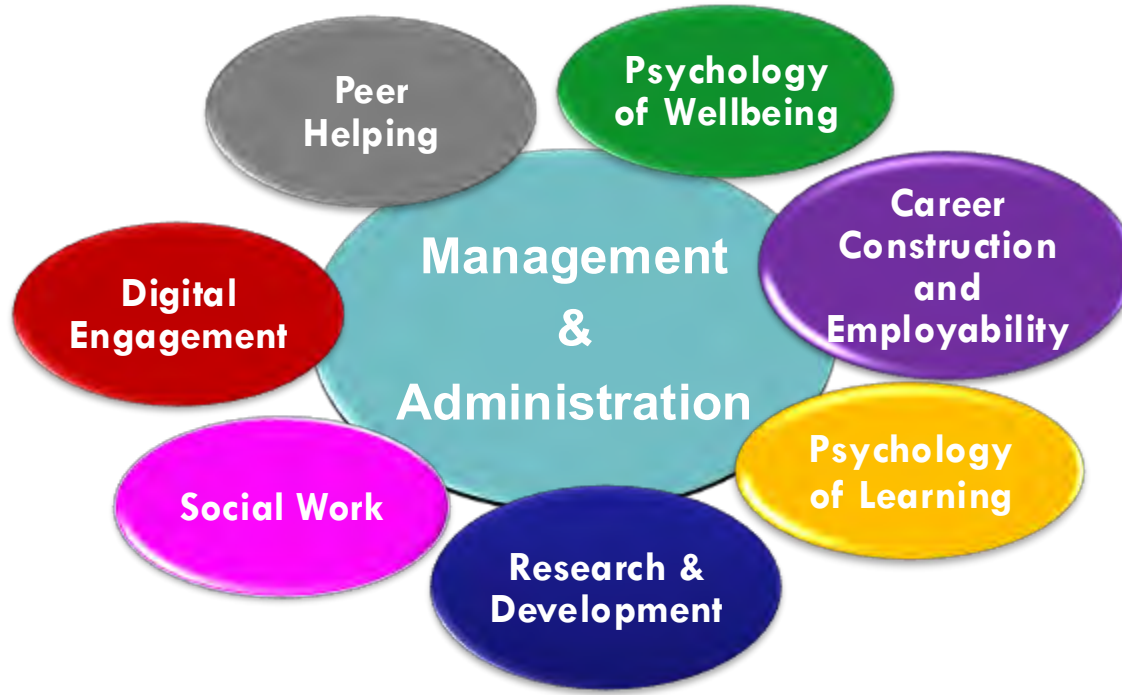 Peer
Helping
Psychology
of Wellbeing
Career
Construction
and
Employability
Digital
Engagement
Management
&
Administration
Psychology
of Learning
Social Work
Research &
Development